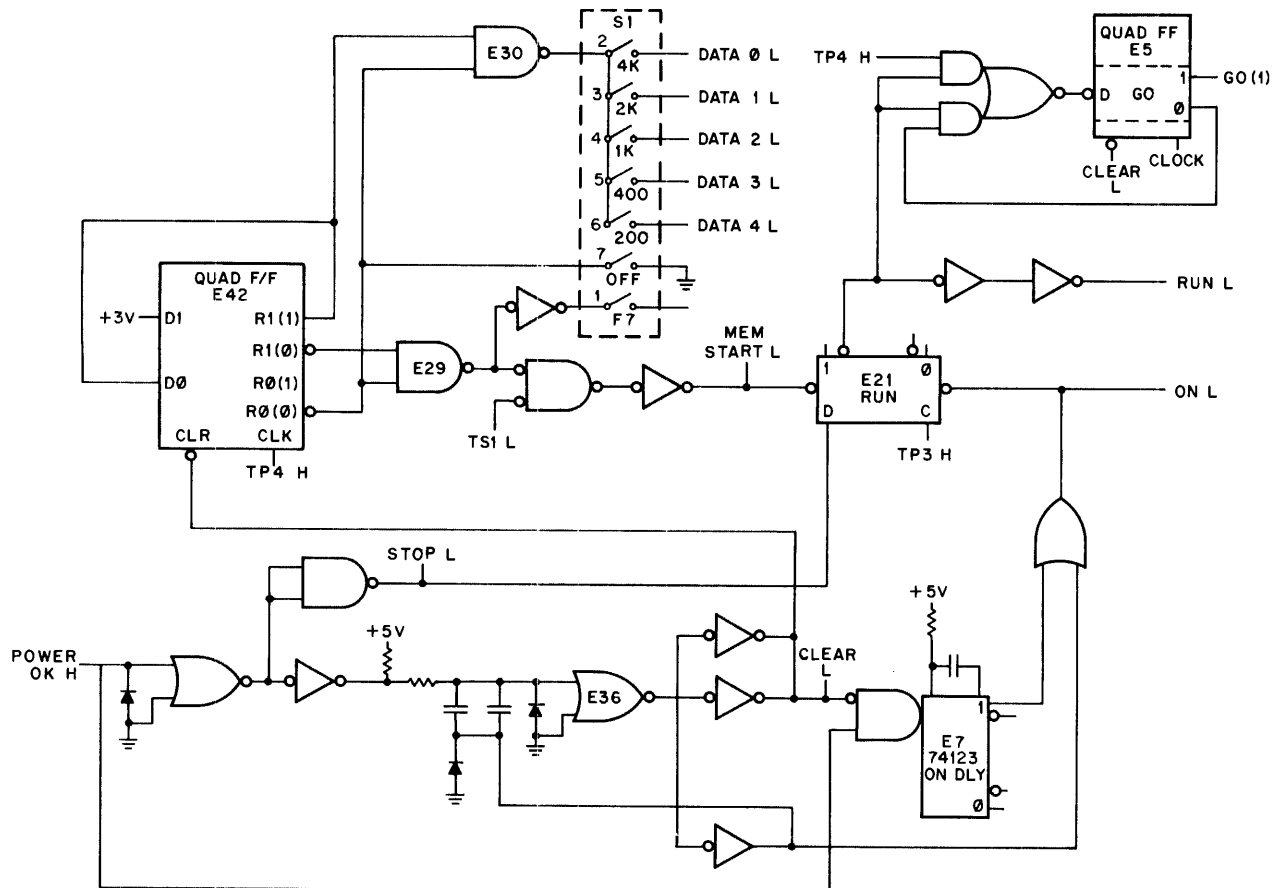 S1
2
4K
DATA 0 L
3
2K
DATA 1 L
4
1K
DATA 2 L
5
400
DATA 3 L
6
200
DATA 4 L
7
OFF
1
F7
E30
TP4 H
QUAD FF
E5
D GO
1
0
GO(1)
CLEAR
L
CLOCK
QUAD F/F
E42
+3V
D1
R1(1)
R1(0)
D0
R0(1)
R0(0)
CLR CLK
TP4 H
E29
TS1 L
MEM
START L
RUN L
1 0
E21
RUN
D C
TP3 H
ON L
STOP L
POWER
OK H
+5V
E36
CLEAR
L
+5V
1
E7
74123
ON DLY
0